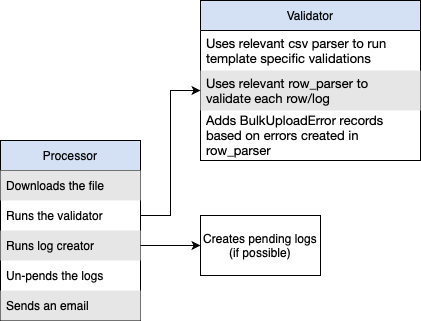 Validator
Uses relevant csv parser to run
template specific validations
Uses relevant row_parser to
validate each row/log
Adds BulkUploadError records
based on errors created in
row_parser
Processor
Downloads the file
Runs the validator
Runs log creator
Un-pends the logs
Sends an email
Creates pending logs
(if possible)